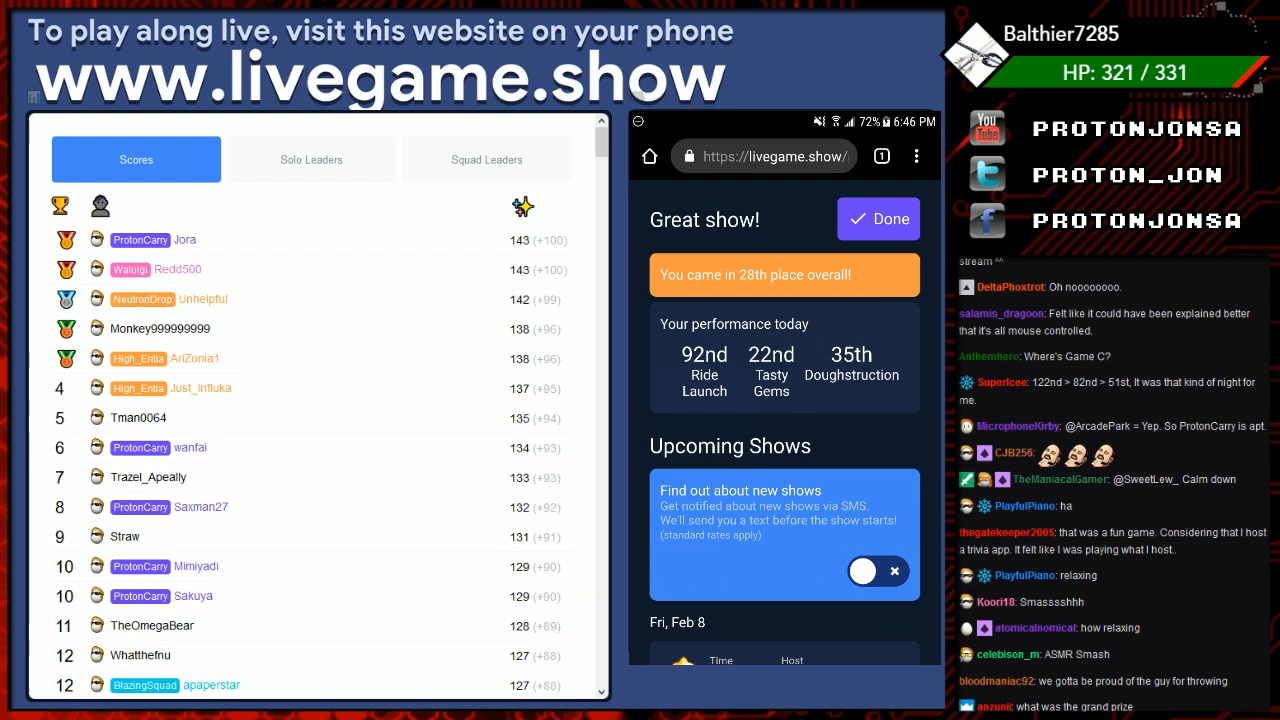 To play along live, visit this website on your phone
www.livegame.show
Scores
Solo Leaders
Squad Leaders
ProtonCarry Jora 143 (+100)
Waluigi Redd500 143 (+100)
NeutronDrop Unhelpful 142 (+99)
Monkey999999999 138 (+96)
High_Entia AriZonia1 138 (+96)
4 High_Entia Just_Influka 137 (+95)
5 Tman0064 135 (+94)
6 ProtonCarry wanfai 134 (+93)
7 Trazel_Apeally 133 (+93)
8 ProtonCarry Saxman27 132 (+92)
9 Straw 131 (+91)
10 ProtonCarry Mimiyadi 129 (+90)
10 ProtonCarry Sakuya 129 (+90)
11 TheOmegaBear 128 (+89)
12 Whatthefnu 127 (+88)
12 BlazingSquad apaperstar 127 (+88)
72% 6:46 PM
https://livegame.show/
1
Great show!
Done
You came in 28th place overall!
Your performance today
92nd 22nd 35th
Ride Tasty Doughstruction
Launch Gems
Upcoming Shows
Find out about new shows
Get notified about new shows via SMS.
We'll send you a text before the show starts!
(standard rates apply)
Fri, Feb 8
Time Host
Balthier7285
HP: 321 / 331
You
Tube
PROTONJONSA
PROTON_JON
PROTONJONSA
stream ^^
DeltaPhoxtrot: Oh nooooooooo.
salamis_dragoon: Felt like it could have been explained better
that it's all mouse controlled.
Anthemhero: Where's Game C?
SuperIcee: 122nd > 82nd > 51st, It was that kind of night for
me.
MicrophoneKirby: @ArcadePark = Yep. So ProtonCarry is apt.
CJB256:
TheManiacalGamer: @SweetLew_ Calm down
PlayfulPiano: ha
thegatekeeper2005: that was a fun game. Considering that I host
a trivia app. It felt like I was playing what I host..
PlayfulPiano: relaxing
Koori18: Smasssshhh
atomicalnomical: how relaxing
celebison_m: ASMR Smash
bloodmaniac92: we gotta be proud of the guy for throwing
anzunii: what was the grand prize